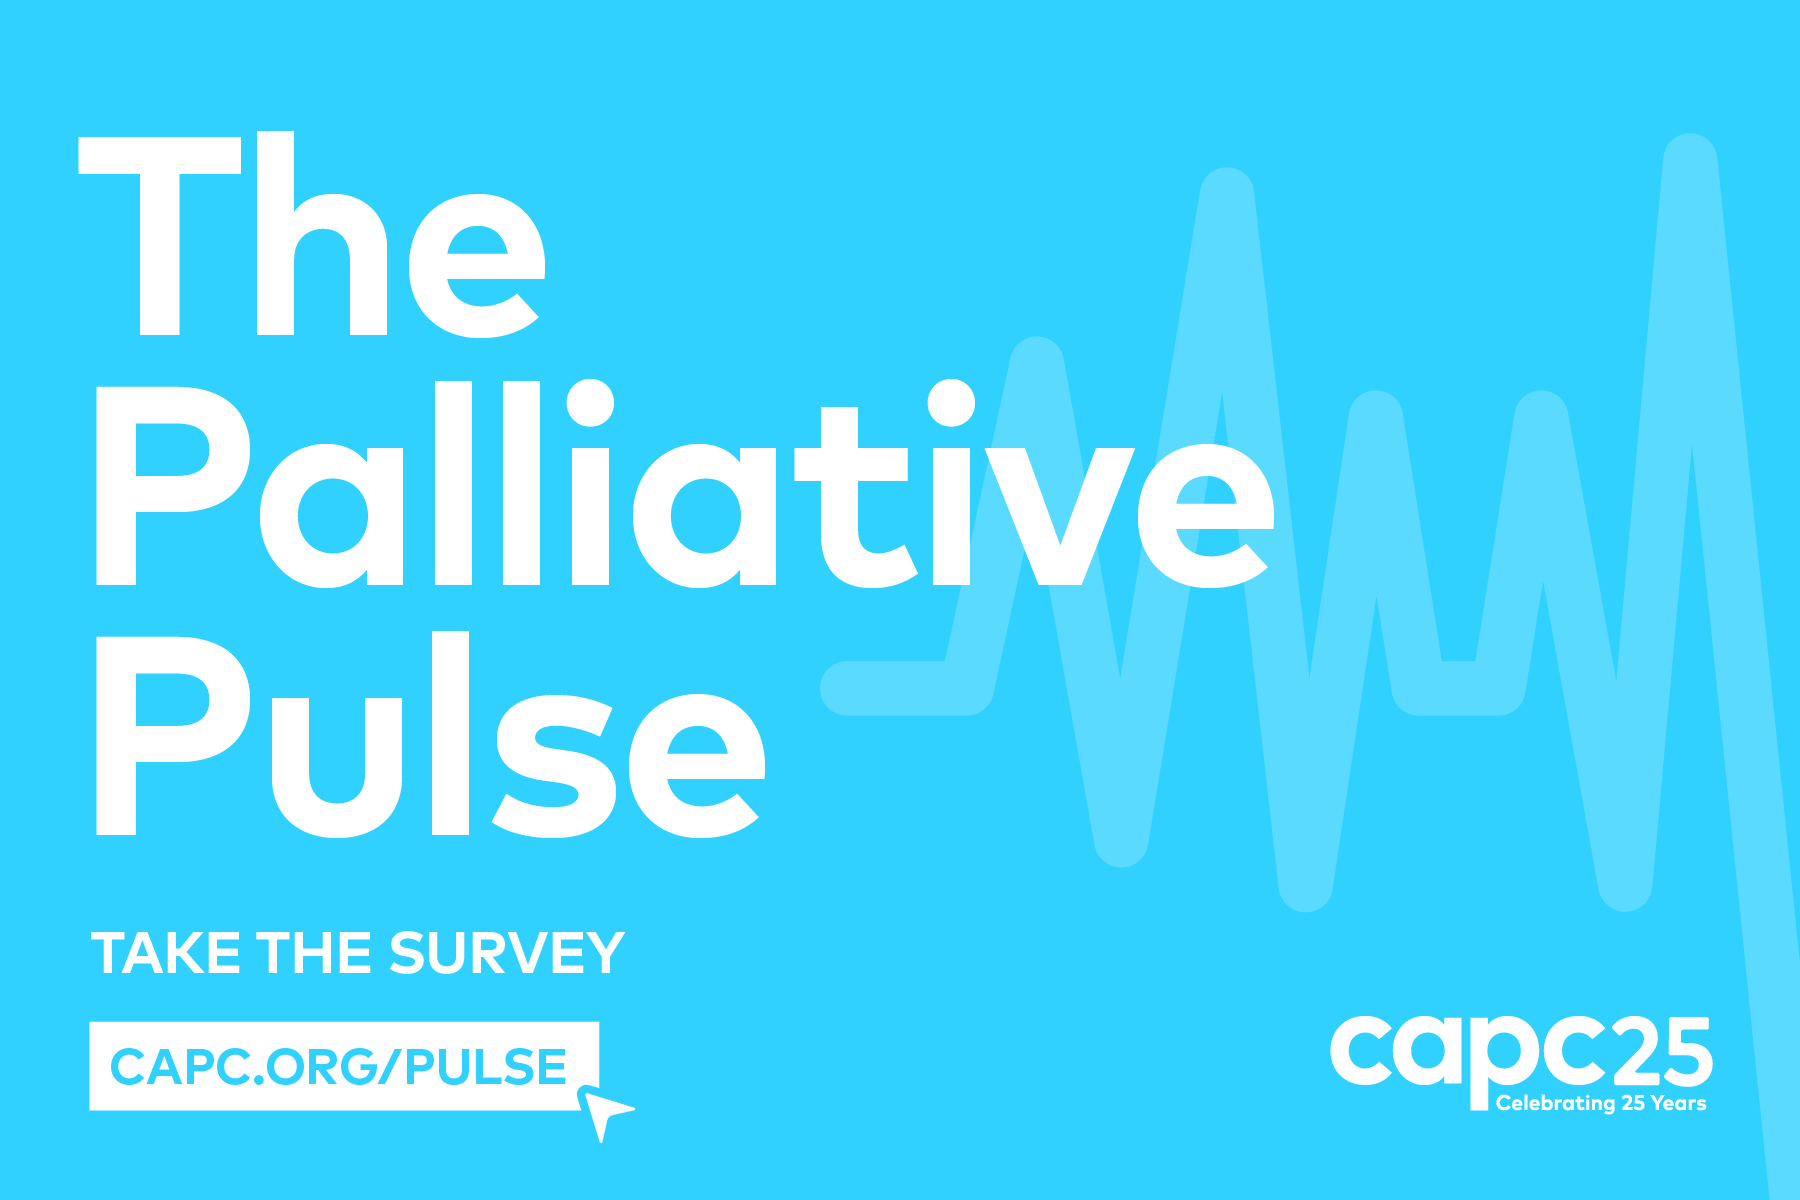 The
Palliative
Pulse
TAKE THE SURVEY
CAPC.ORG/PULSE
capc25
Celebrating 25 Years